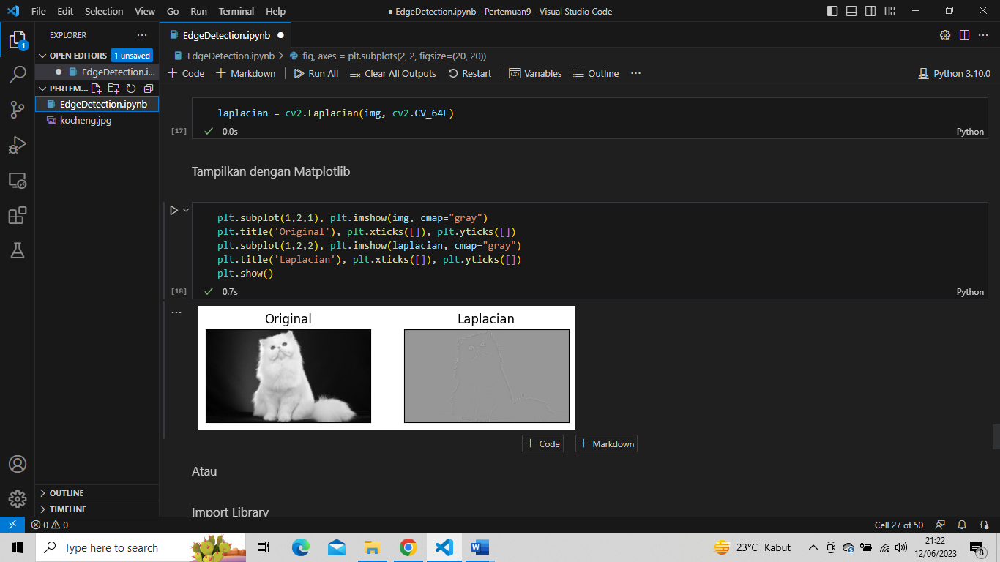 File Edit Selection View Go Run Terminal Help
● EdgeDetection.ipynb - Pertemuan9 - Visual Studio Code
EXPLORER
1
OPEN EDITORS 1 unsaved
EdgeDetection.i...
PERTEM...
EdgeDetection.ipynb
kocheng.jpg
OUTLINE
TIMELINE
EdgeDetection.ipynb
EdgeDetection.ipynb > fig, axes = plt.subplots(2, 2, figsize=(20, 20))
+ Code + Markdown Run All Clear All Outputs Restart Variables Outline ...
Python 3.10.0
laplacian = cv2.Laplacian(img, cv2.CV_64F)
[17] 0.0s Python
Tampilkan dengan Matplotlib
plt.subplot(1,2,1), plt.imshow(img, cmap="gray")
plt.title('Original'), plt.xticks([]), plt.yticks([])
plt.subplot(1,2,2), plt.imshow(laplacian, cmap="gray")
plt.title('Laplacian'), plt.xticks([]), plt.yticks([])
plt.show()
[18] 0.7s Python
Original Laplacian
+ Code + Markdown
Atau
Import Library
0 0
Cell 27 of 50
Type here to search
23°C Kabut
21:22
12/06/2023
8